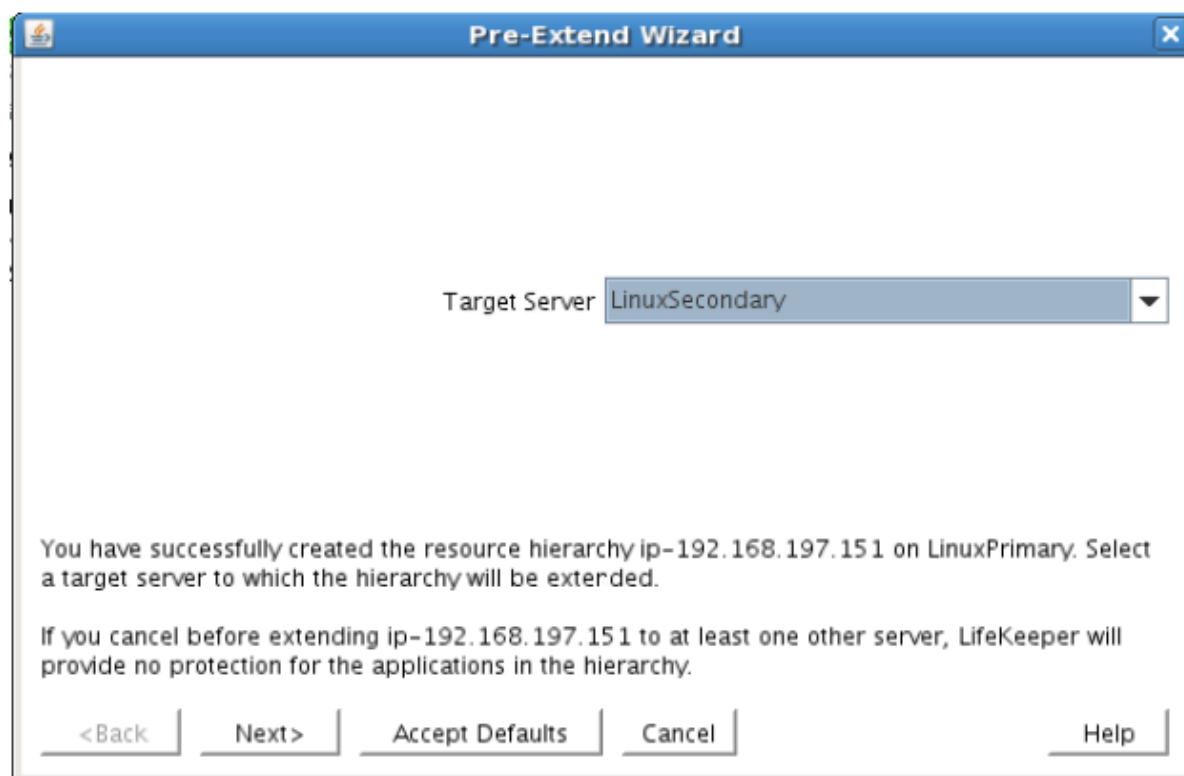 Pre-Extend Wizard
Target Server LinuxSecondary
You have successfully created the resource hierarchy ip-192.168.197.151 on LinuxPrimary. Select
a target server to which the hierarchy will be extended.
If you cancel before extending ip-192.168.197.151 to at least one other server, LifeKeeper will
provide no protection for the applications in the hierarchy.
<Back Next> Accept Defaults Cancel Help